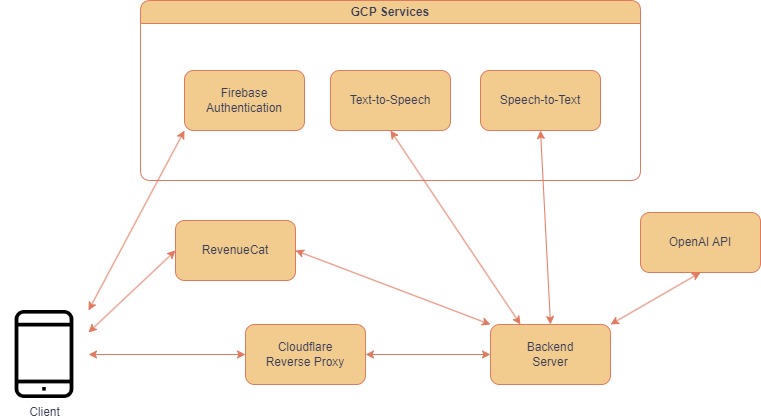 GCP Services
Firebase
Authentication
Text-to-Speech
Speech-to-Text
RevenueCat
OpenAI API
Cloudflare
Reverse Proxy
Backend
Server
Client